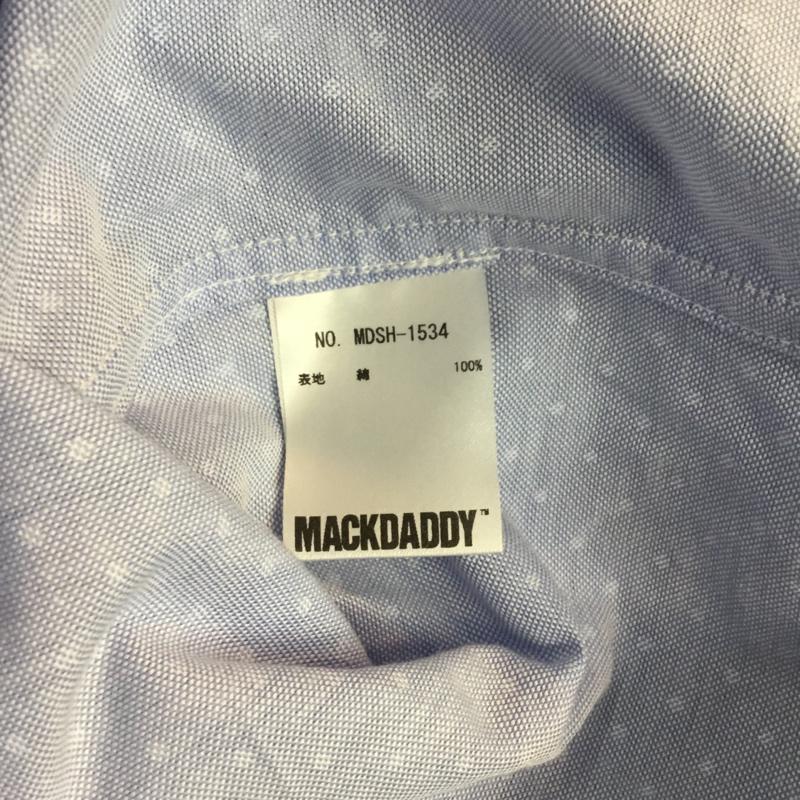 NO. MDSH-1534
表地 綿 100%
MACKDADDY™